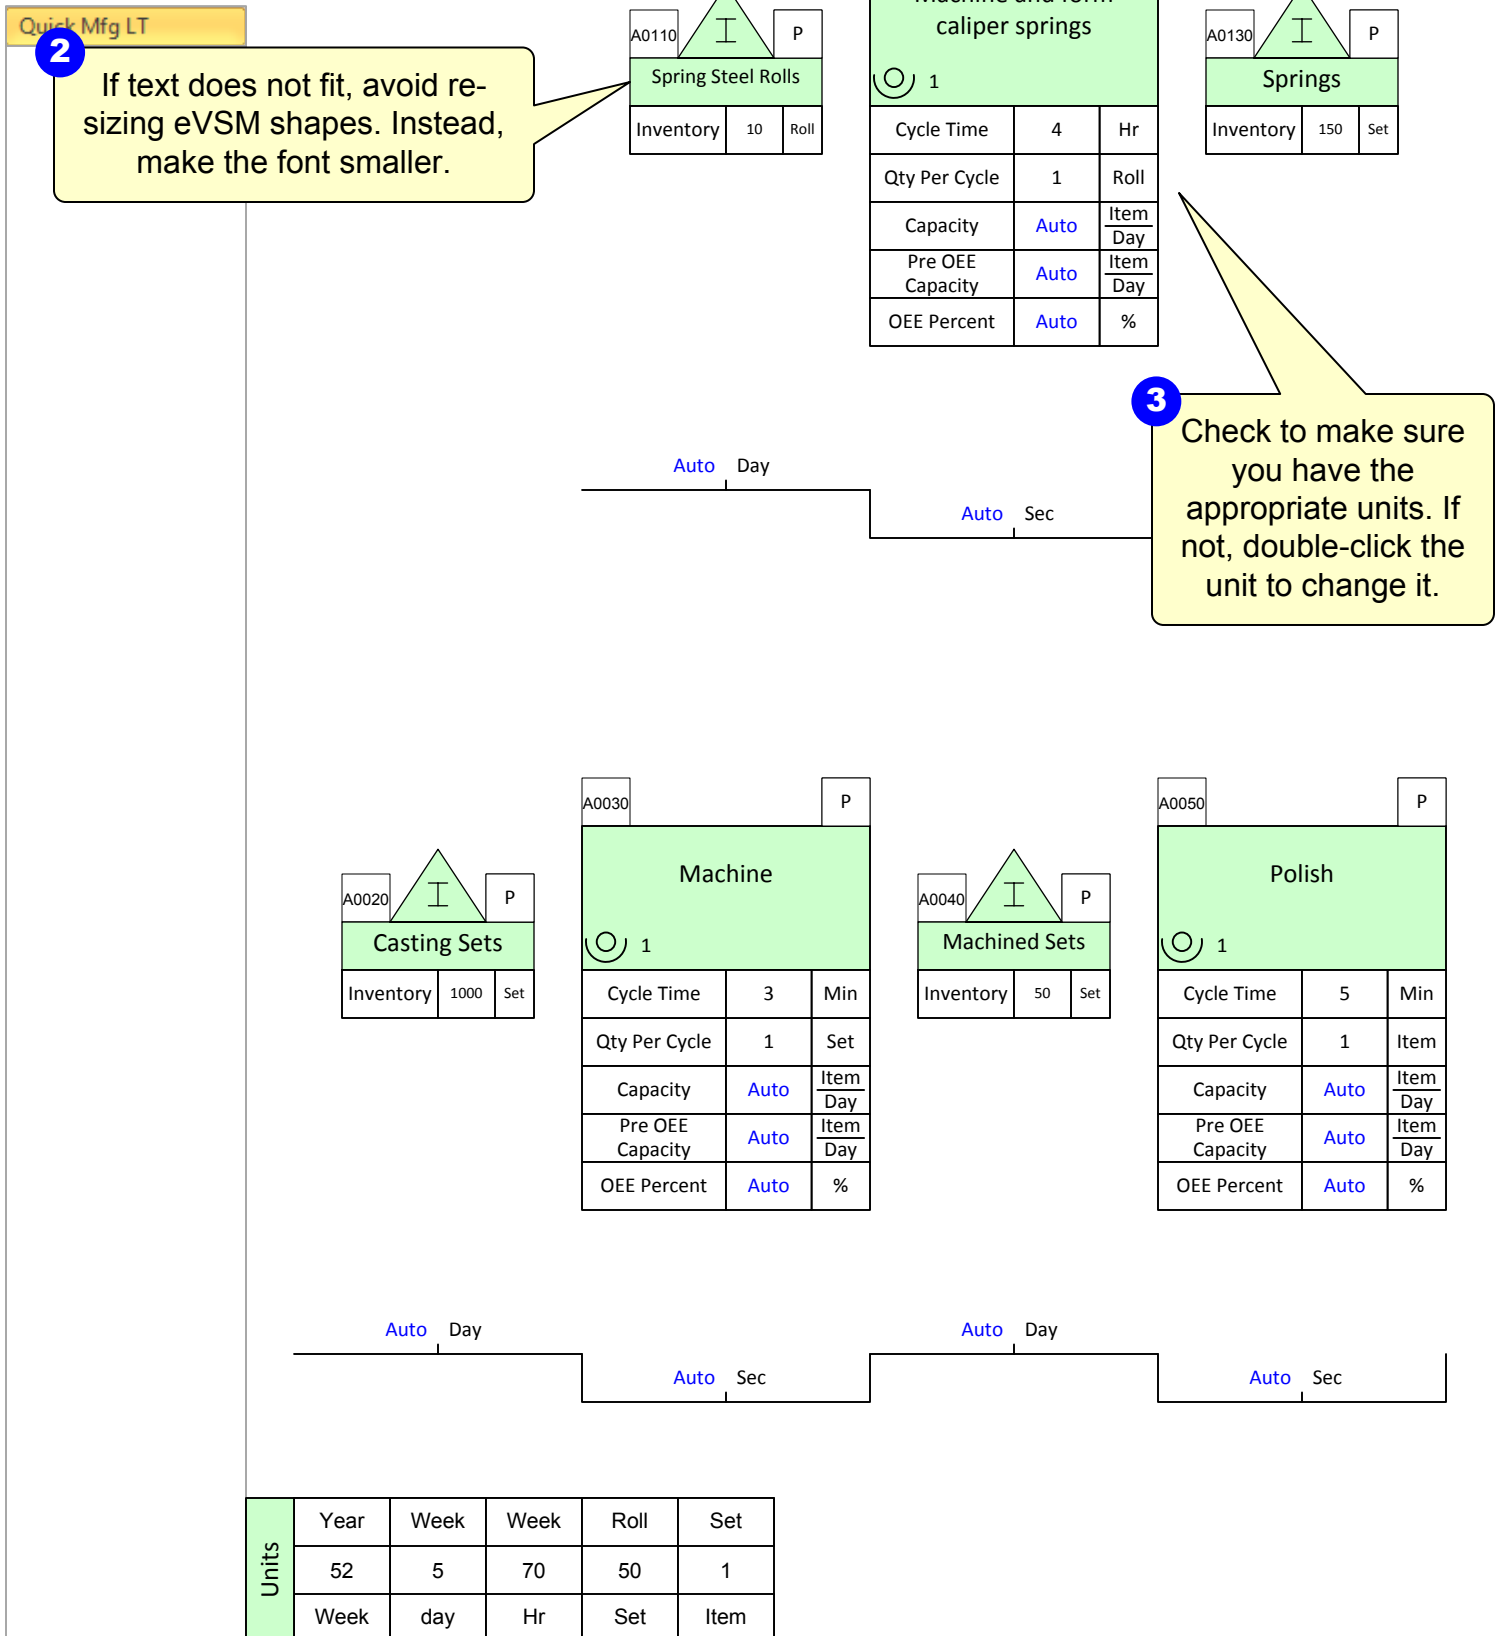 Quick Mfg LT
2
If text does not fit, avoid re-
sizing eVSM shapes. Instead,
make the font smaller.
A0110 I P
Spring Steel Rolls
Inventory 10 Roll
caliper springs
1
Cycle Time 4 Hr
Qty Per Cycle 1 Roll
Capacity Auto Item
Day
Pre OEE
Capacity Auto Item
Day
OEE Percent Auto %
A0130 I P
Springs
Inventory 150 Set
3
Check to make sure
you have the
appropriate units. If
not, double-click the
unit to change it.
Auto Day
Auto Sec
A0020 I P
Casting Sets
Inventory 1000 Set
A0030 P
Machine
1
Cycle Time 3 Min
Qty Per Cycle 1 Set
Capacity Auto Item
Day
Pre OEE
Capacity Auto Item
Day
OEE Percent Auto %
A0040 I P
Machined Sets
Inventory 50 Set
A0050 P
Polish
1
Cycle Time 5 Min
Qty Per Cycle 1 Item
Capacity Auto Item
Day
Pre OEE
Capacity Auto Item
Day
OEE Percent Auto %
Auto Day
Auto Sec
Auto Day
Auto Sec
Units
Year Week Week Roll Set
52 5 70 50 1
Week day Hr Set Item